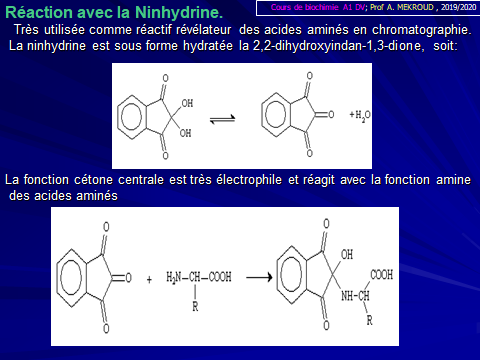 Réaction avec la Ninhydrine.
Cours de biochimie A1 DV; Prof A. MEKROUD , 2019/2020
Très utilisée comme réactif révélateur des acides aminés en chromatographie.
La ninhydrine est sous forme hydratée la 2,2-dihydroxyindan-1,3-dione, soit:
O
OH
OH
O
O
O
O
+H2O
La fonction cétone centrale est très électrophile et réagit avec la fonction amine
des acides aminés
O
O
O
+
H2N—CH—COOH
R
O
OH
COOH
NH-CH
R
O